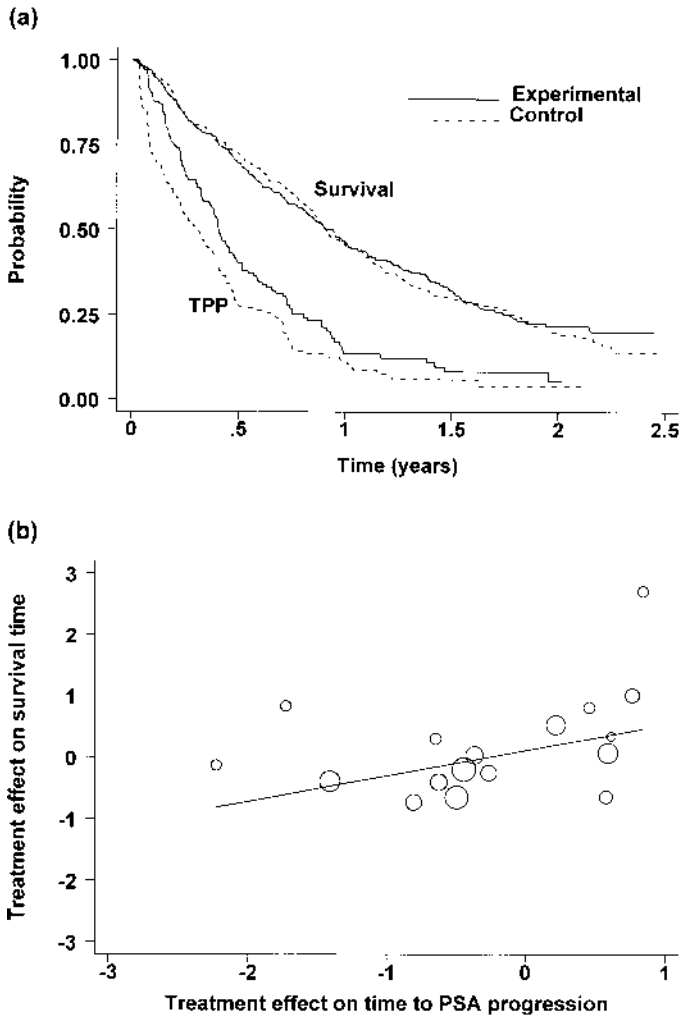 (a)
1.00
0.75
0.50
0.25
0.00
Probability
Experimental
Control
Survival
TPP
0 .5 1 1.5 2 2.5
Time (years)
(b)
3
2
1
0
-1
-2
-3
Treatment effect on survival time
-3 -2 -1 0 1
Treatment effect on time to PSA progression